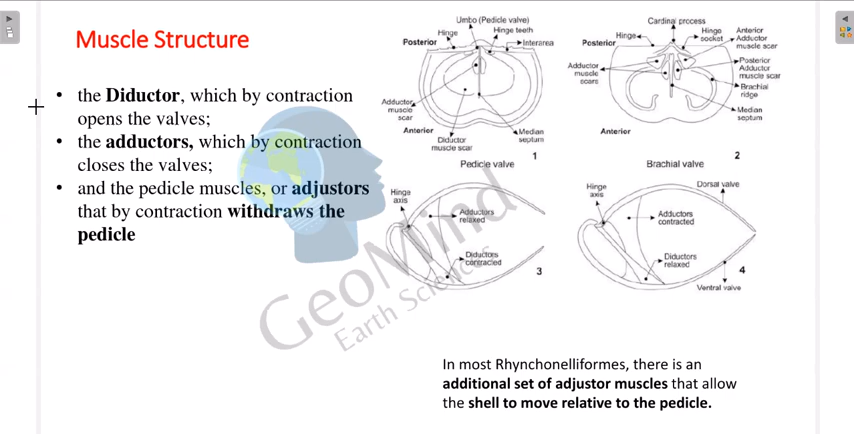 Muscle Structure
• the Diductor, which by contraction
opens the valves;
• the adductors, which by contraction
closes the valves;
• and the pedicle muscles, or adjustors
that by contraction withdraws the
pedicle
Umbo (Pedicle valve)
Hinge
Hinge teeth
Posterior
Interarea
Adductor
muscle
scar
Anterior
Diductor
muscle scar
Median
septum
1
Pedicle valve
Cardinal process
Hinge
Hinge
socket
Anterior
Adductor
muscle scar
Posterior
Adductor
muscle
scars
Posterior
Adductor
muscle scar
Brachial
ridge
Median
septum
Anterior
2
Brachial valve
Hinge
axis
Adductors
relaxed
Diductors
contracted
3
Hinge
axis
Dorsal valve
Adductors
contracted
Diductors
relaxed
4
Ventral valve
GeoMind
Earth Sciences
In most Rhynchonelliformes, there is an
additional set of adjustor muscles that allow
the shell to move relative to the pedicle.